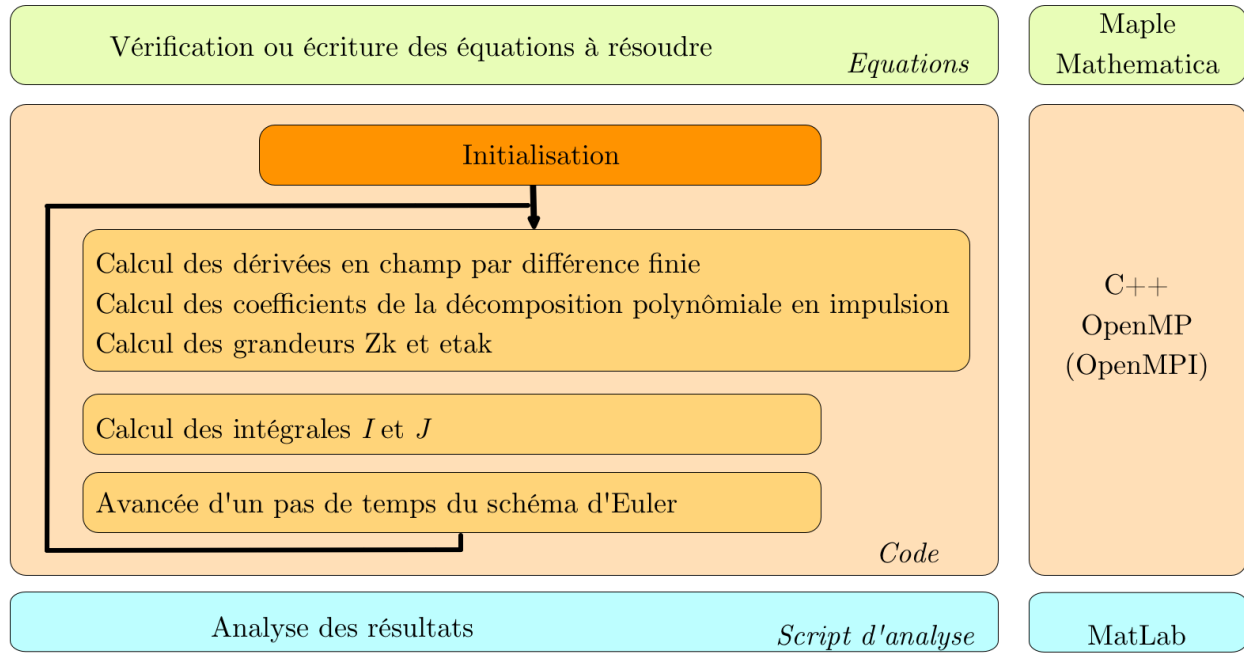 Vérification ou écriture des équations à résoudre
Equations
Maple
Mathematica
Initialisation
Calcul des dérivées en champ par différence finie
Calcul des coefficients de la décomposition polynômiale en impulsion
Calcul des grandeurs Zk et etak
Calcul des intégrales I et J
Avancée d'un pas de temps du schéma d'Euler
Code
C++
OpenMP
(OpenMPI)
Analyse des résultats
Script d'analyse
MatLab